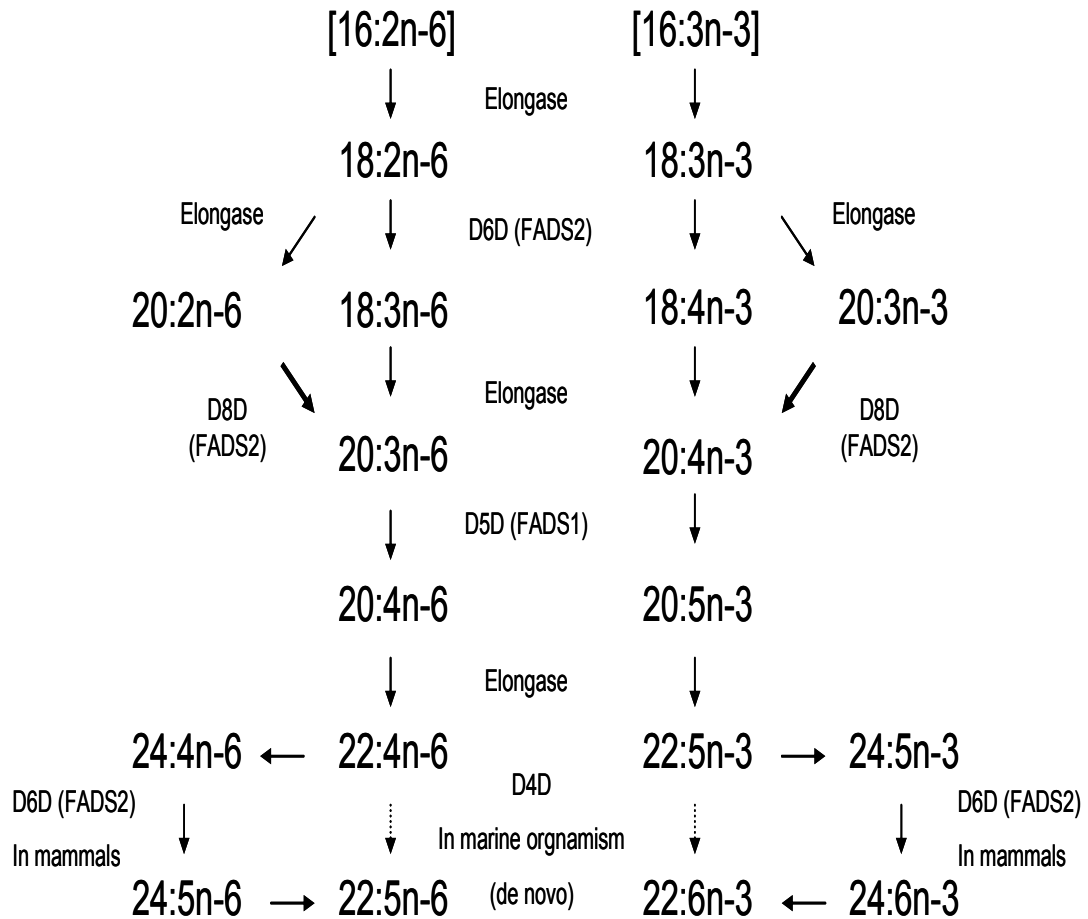 [16:2n-6] [16:3n-3]
Elongase
18:2n-6 18:3n-3
Elongase D6D (FADS2) Elongase
20:2n-6 18:3n-6 18:4n-3 20:3n-3
Elongase
D8D D8D
(FADS2) (FADS2)
20:3n-6 20:4n-3
D5D (FADS1)
20:4n-6 20:5n-3
Elongase
24:4n-6 22:4n-6 22:5n-3 24:5n-3
D4D
D6D (FADS2) D6D (FADS2)
In marine orgnamism
In mammals In mammals
(de novo)
24:5n-6 22:5n-6 22:6n-3 24:6n-3